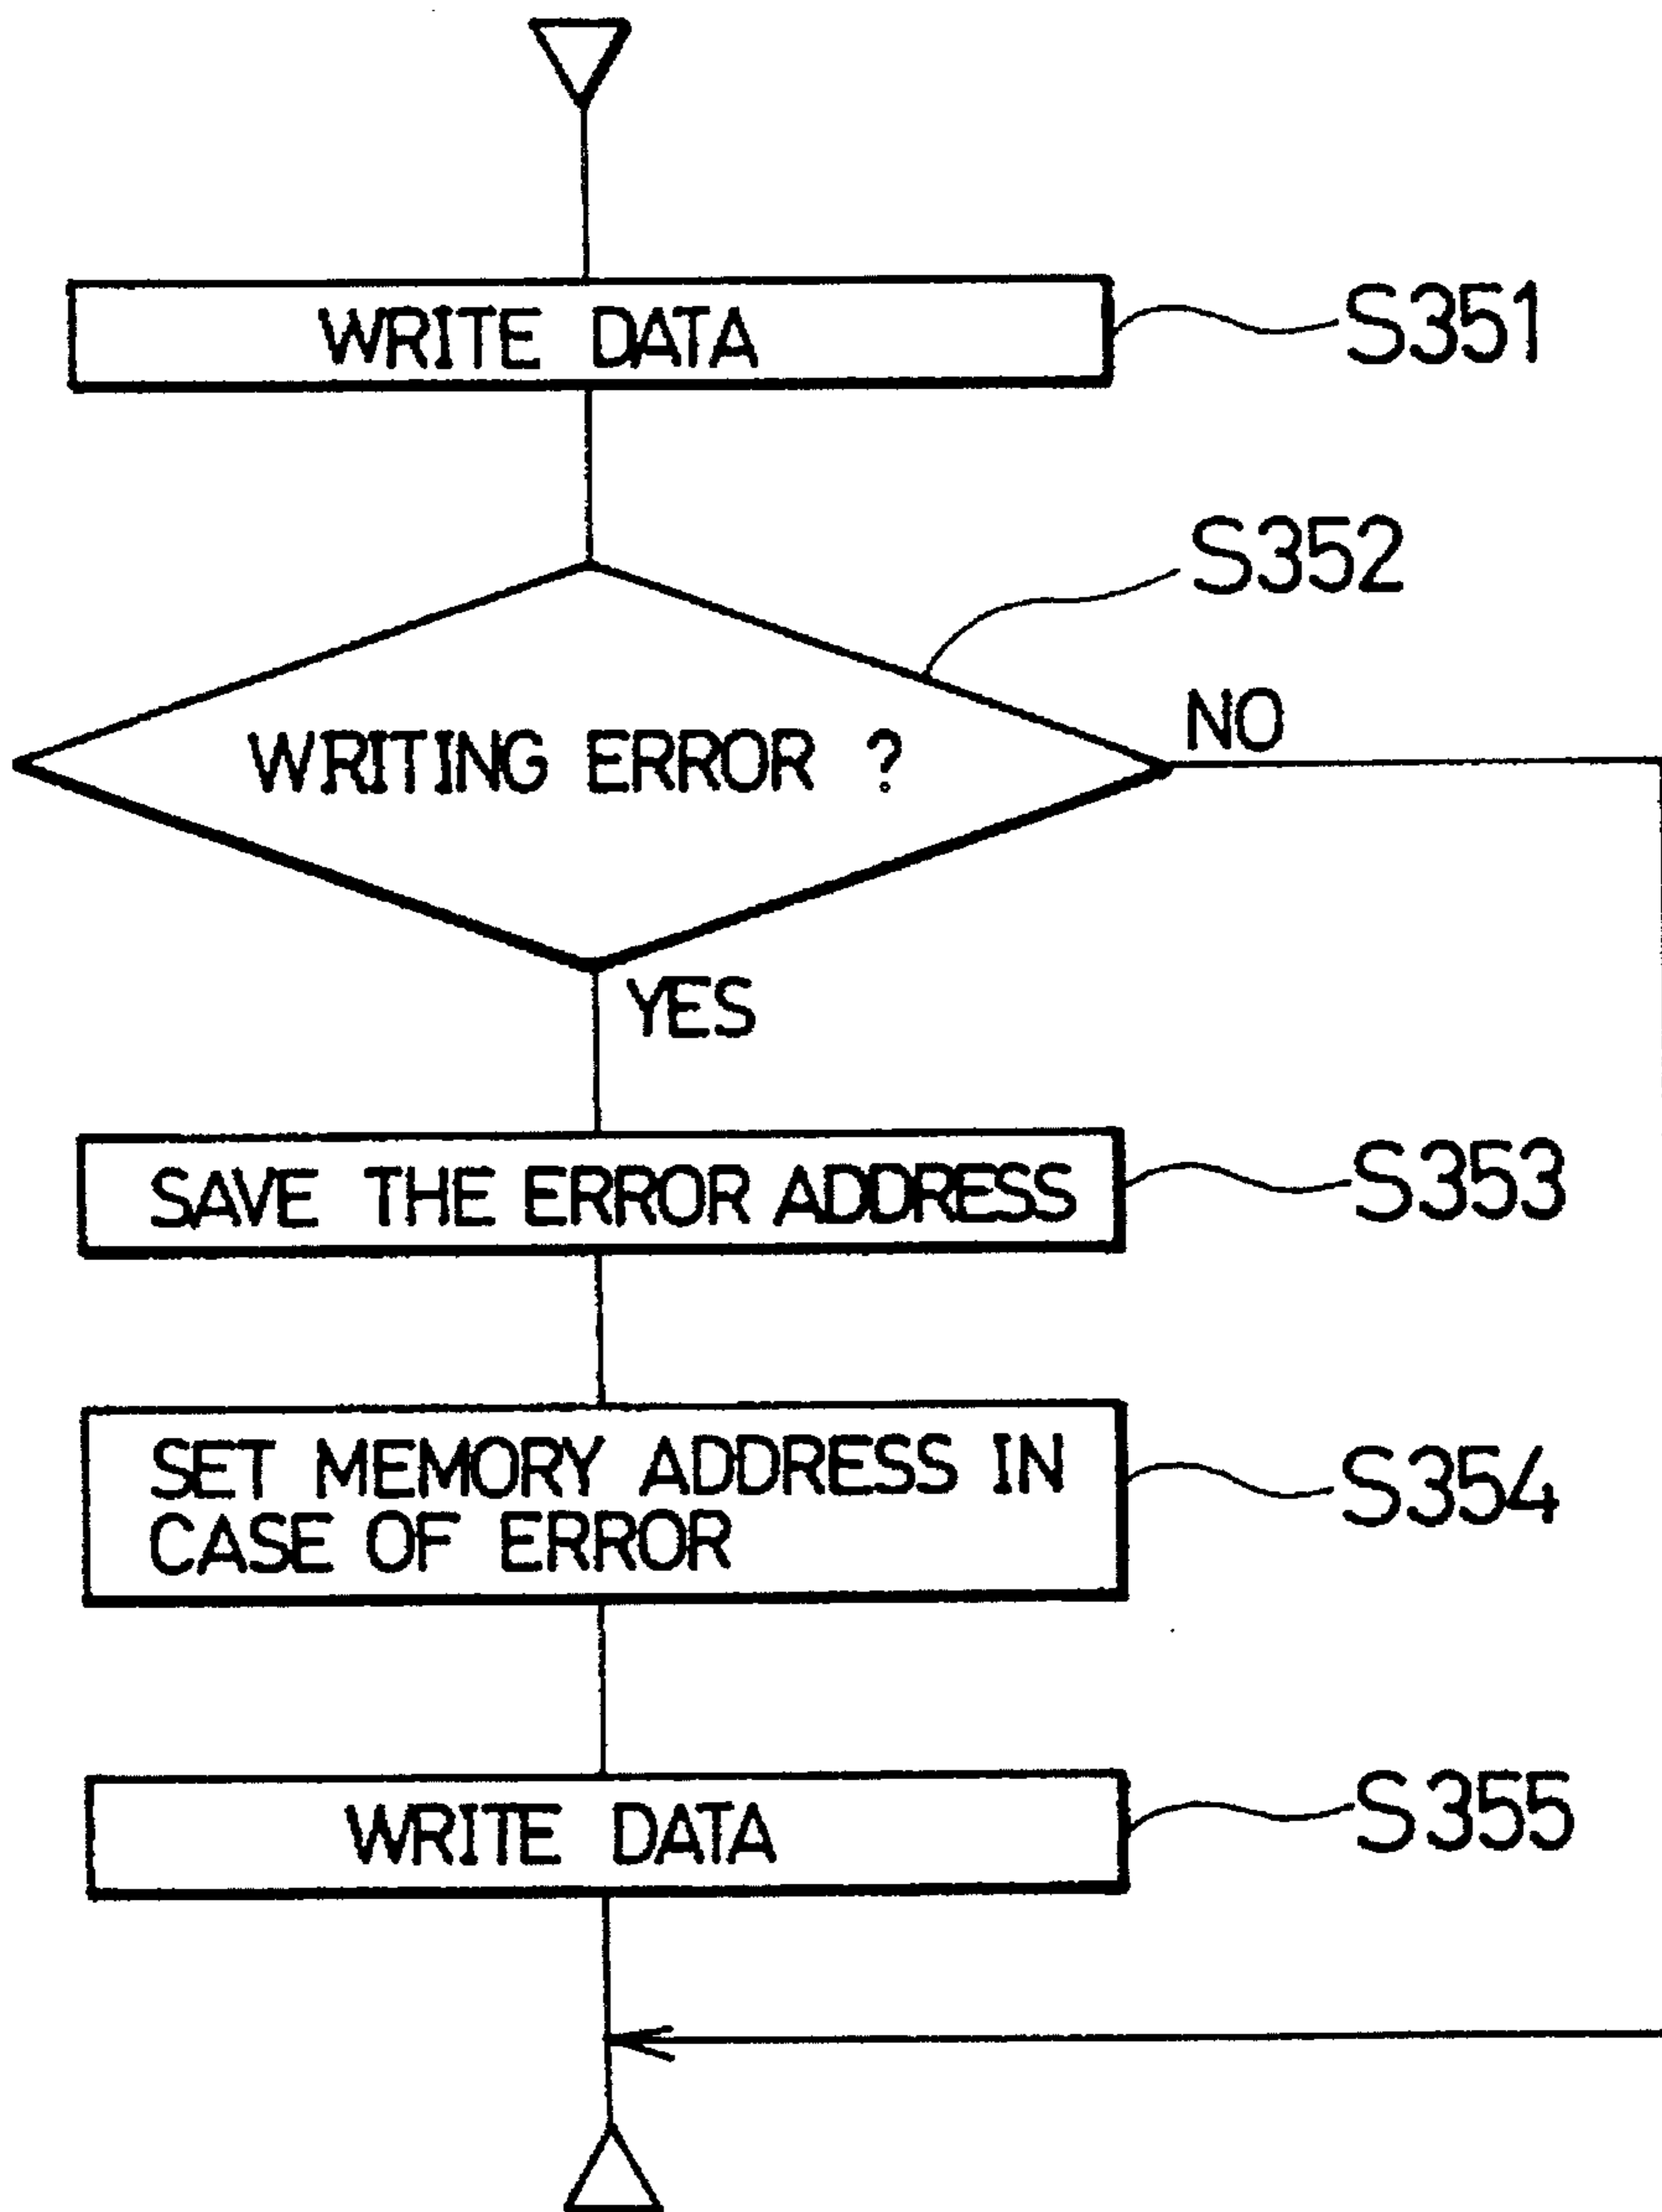 WRITE DATA
S351
S352
WRITING ERROR ?
NO
YES
SAVE THE ERROR ADDRESS
S353
SET MEMORY ADDRESS IN
CASE OF ERROR
S354
WRITE DATA
S355